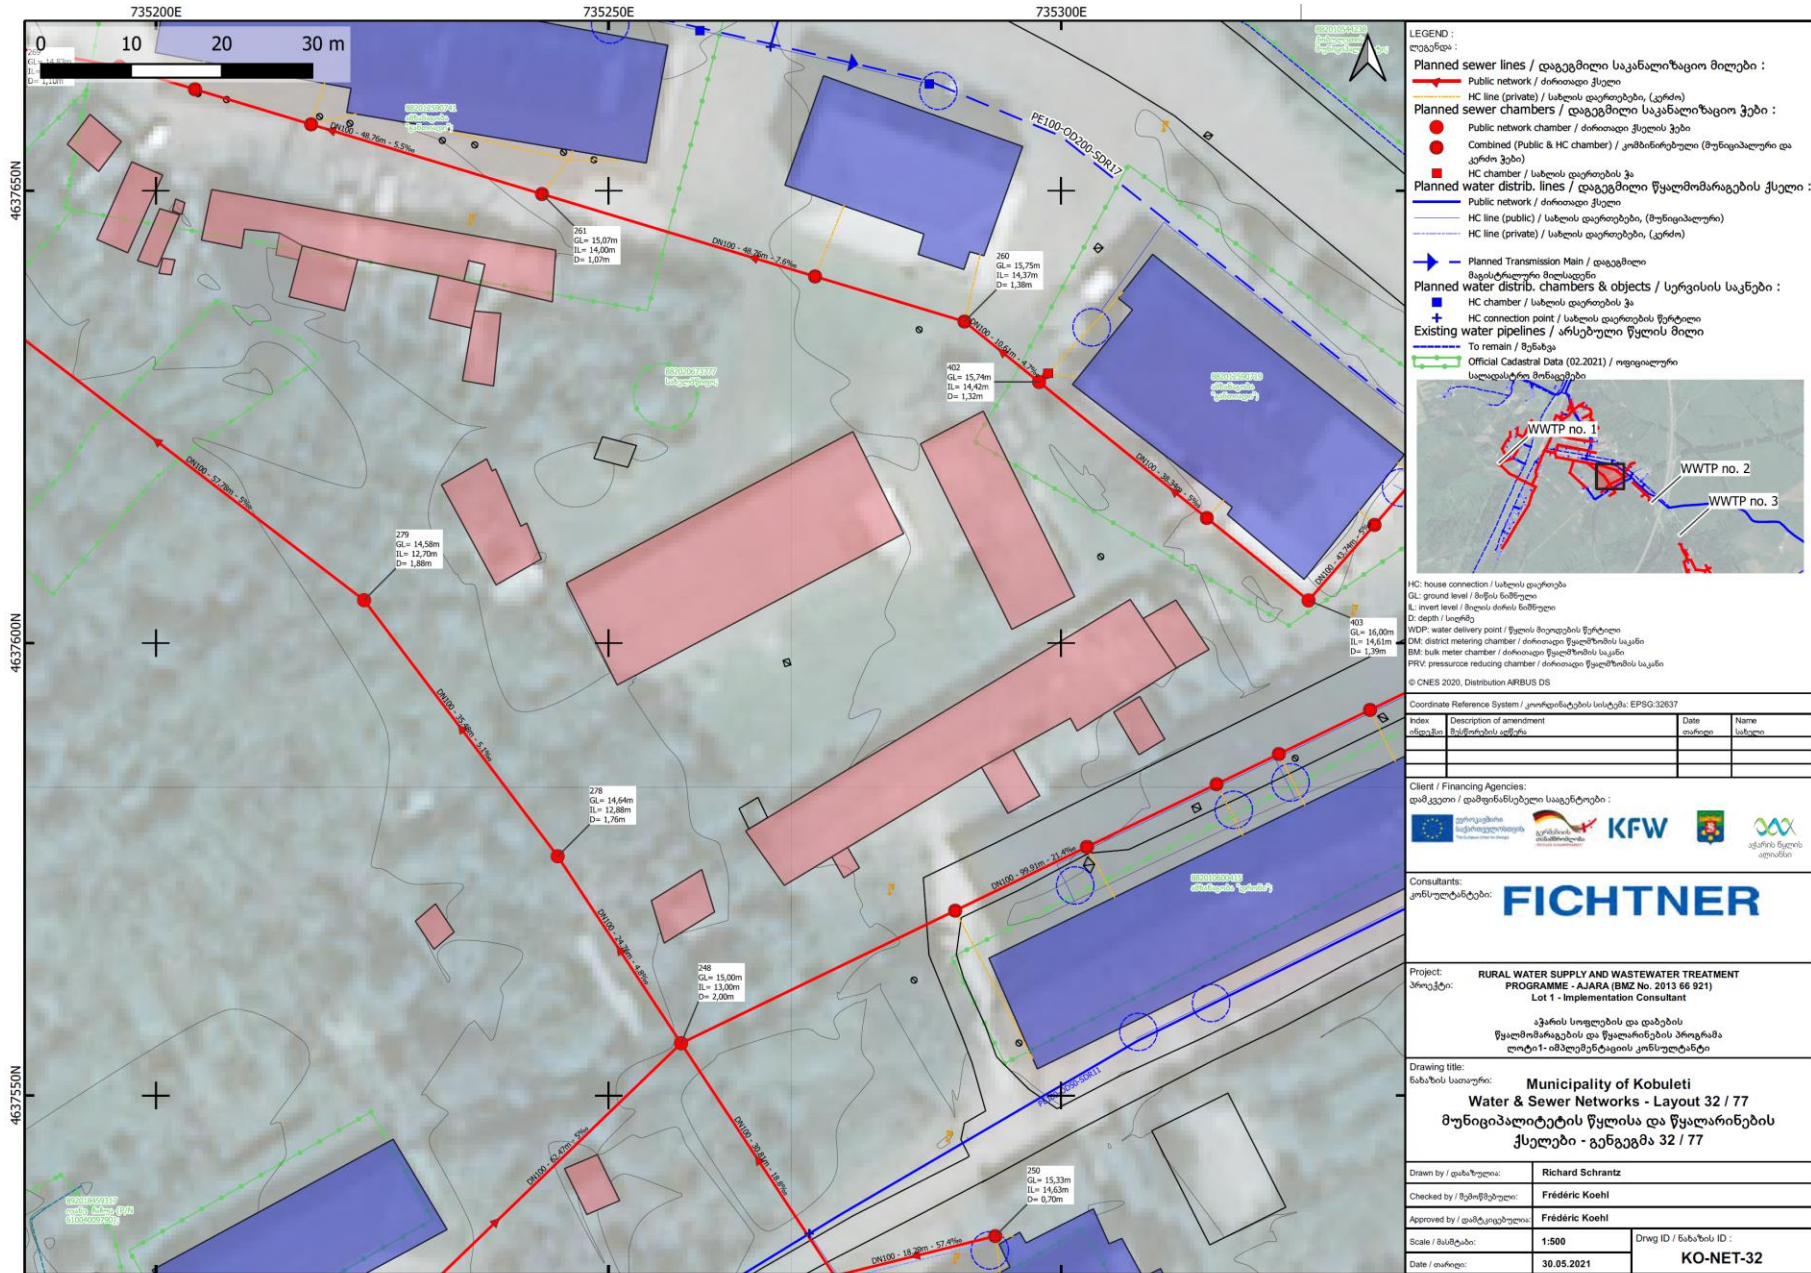 735200E
735250E
735300E
4637650N
4637600N
4637550N
0 10 20 30 m
DN100 - 48.76m - 5.5‰
261
GL= 15,07m
IL= 14,00m
D= 1,07m
DN100 - 48.76m - 7.6‰
260
GL= 15,75m
IL= 14,37m
D= 1,38m
PE100-OD200-SDR17
DN100 - 10.61m - 4.7‰
402
GL= 15,74m
IL= 14,42m
D= 1,32m
DN100 - 38.34m - 5‰
DN100 - 43.74m - 5‰
403
GL= 16,00m
IL= 14,61m
D= 1,39m
DN100 - 57.78m - 5‰
279
GL= 14,58m
IL= 12,70m
D= 1,88m
DN100 - 35.48m - 5.1‰
278
GL= 14,64m
IL= 12,88m
D= 1,76m
DN100 - 24.76m - 4.8‰
248
GL= 15,00m
IL= 13,00m
D= 2,00m
DN100 - 99.91m - 21.4‰
DN100 - 62.47m - 5‰
DN100 - 30.81m - 18.8‰
250
GL= 15,33m
IL= 14,63m
D= 0,70m
DN100 - 18.28m - 57.4‰
LEGEND :
ლეგენდა :
Planned sewer lines / დაგეგმილი საკანალიზაციო მილები :
Public network / ძირითადი ქსელი
HC line (private) / სახლის დაერთებები, (კერძო)
Planned sewer chambers / დაგეგმილი საკანალიზაციო ჭები :
Public network chamber / ძირითადი ქსელის ჭები
Combined (Public & HC chamber) / კომბინირებული (მუნიციპალური და
კერძო ჭები)
HC chamber / სახლის დაერთების ჭა
Planned water distrib. lines / დაგეგმილი წყალმომარაგების ქსელი :
Public network / ძირითადი ქსელი
HC line (public) / სახლის დაერთებები, (მუნიციპალური)
HC line (private) / სახლის დაერთებები, (კერძო)
Planned Transmission Main / დაგეგმილი
მაგისტრალური მილსადენი
Planned water distrib. chambers & objects / სერვისის საკნები :
HC chamber / სახლის დაერთების ჭა
HC connection point / სახლის დაერთების წერტილი
Existing water pipelines / არსებული წყლის მილი
To remain / შენახვა
Official Cadastral Data (02.2021) / ოფიციალური
საკადასტრო მონაცემები
WWTP no. 1
WWTP no. 2
WWTP no. 3
HC: house connection / სახლის დაერთება
GL: ground level / მიწის ნიშნული
IL: invert level / მილის ძირის ნიშნული
D: depth / სიღრმე
WDP: water delivery point / წყლის მიწოდების წერტილი
DM: district metering chamber / ძირითადი წყალმზომის საკანი
BM: bulk meter chamber / ძირითადი წყალმზომის საკანი
PRV: pressurcce reducing chamber / ძირითადი წყალმზომის საკანი
© CNES 2020, Distribution AIRBUS DS
Coordinate Reference System / კოორდინატების სისტემა: EPSG:32637
Index Description of amendment Date Name
ინდექსი შესწორების აღწერა თარიღი სახელი
Client / Financing Agencies:
დამკვეთი / დამფინანსებელი სააგენტოები :
KFW
აჭარის წყლის
ალიანსი
Consultants:
კონსულტანტები:
FICHTNER
Project:
პროექტი:
RURAL WATER SUPPLY AND WASTEWATER TREATMENT
PROGRAMME - AJARA (BMZ No. 2013 66 921)
Lot 1 - Implementation Consultant
აჭარის სოფლების და დაბების
წყალმომარაგების და წყალარინების პროგრამა
ლოტი1- იმპლემენტაციის კონსულტანტი
Drawing title:
ნახაზის სათაური:
Municipality of Kobuleti
Water & Sewer Networks - Layout 32 / 77
მუნიციპალიტეტის წყლისა და წყალარინების
ქსელები - გენგეგმა 32 / 77
Drawn by / დახაზულია: Richard Schrantz
Checked by / შემოწმებულია: Frédéric Koehl
Approved by / დამტკიცებულია: Frédéric Koehl
Scale / მასშტაბი: 1:500
Date / თარიღი: 30.05.2021
Drwg ID / ნახაზის ID :
KO-NET-32